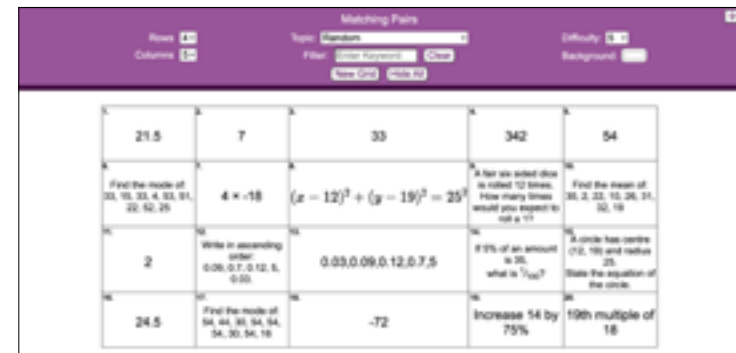 Matching Pairs
Rows: 4 Topic: Random Difficulty: 5
Columns: 5 Filter: Enter Keyword Clear Background:
New Grid Hide All
1. 2. 3. 4. 5.
21.5 7 33 342 54
6. 7. 8. 9. 10.
Find the mode of:
33, 15, 33, 4, 53, 51,
22, 52, 25
4 × -18
(x − 12)² + (y − 19)² = 25²
A fair six sided dice
is rolled 12 times.
How many times
would you expect to
roll a 1?
Find the mean of:
30, 2, 22, 10, 26, 31,
32, 19
11. 12. 13. 14. 15.
2
Write in ascending
order:
0.09, 0.7, 0.12, 5,
0.03.
0.03,0.09,0.12,0.7,5
If 5% of an amount
is 35,
what is ¹/₁₀₀?
A circle has centre
(12, 19) and radius
25.
State the equation of
the circle.
16. 17. 18. 19. 20.
24.5
Find the mode of:
54, 44, 30, 54, 54,
54, 30, 54, 16
-72
Increase 14 by
75%
19th multiple of
18